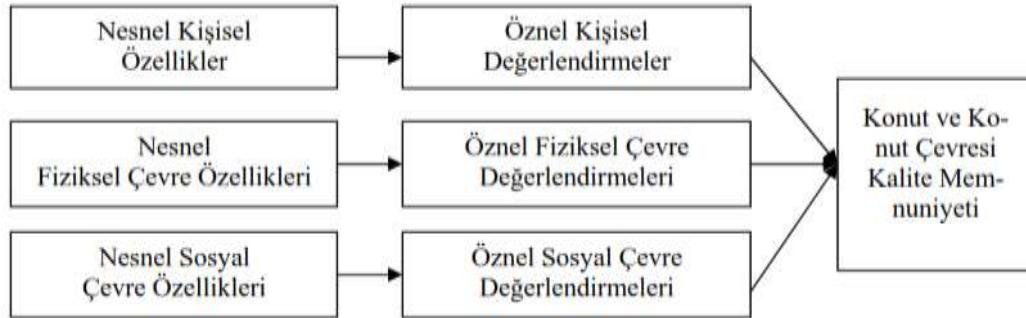 Nesnel Kişisel
Özellikler
Öznel Kişisel
Değerlendirmeler
Nesnel
Fiziksel Çevre Özellikleri
Öznel Fiziksel Çevre
Değerlendirmeleri
Nesnel Sosyal
Çevre Özellikleri
Öznel Sosyal Çevre
Değerlendirmeleri
Konut ve Ko-
nut Çevresi
Kalite Mem-
nuniyeti